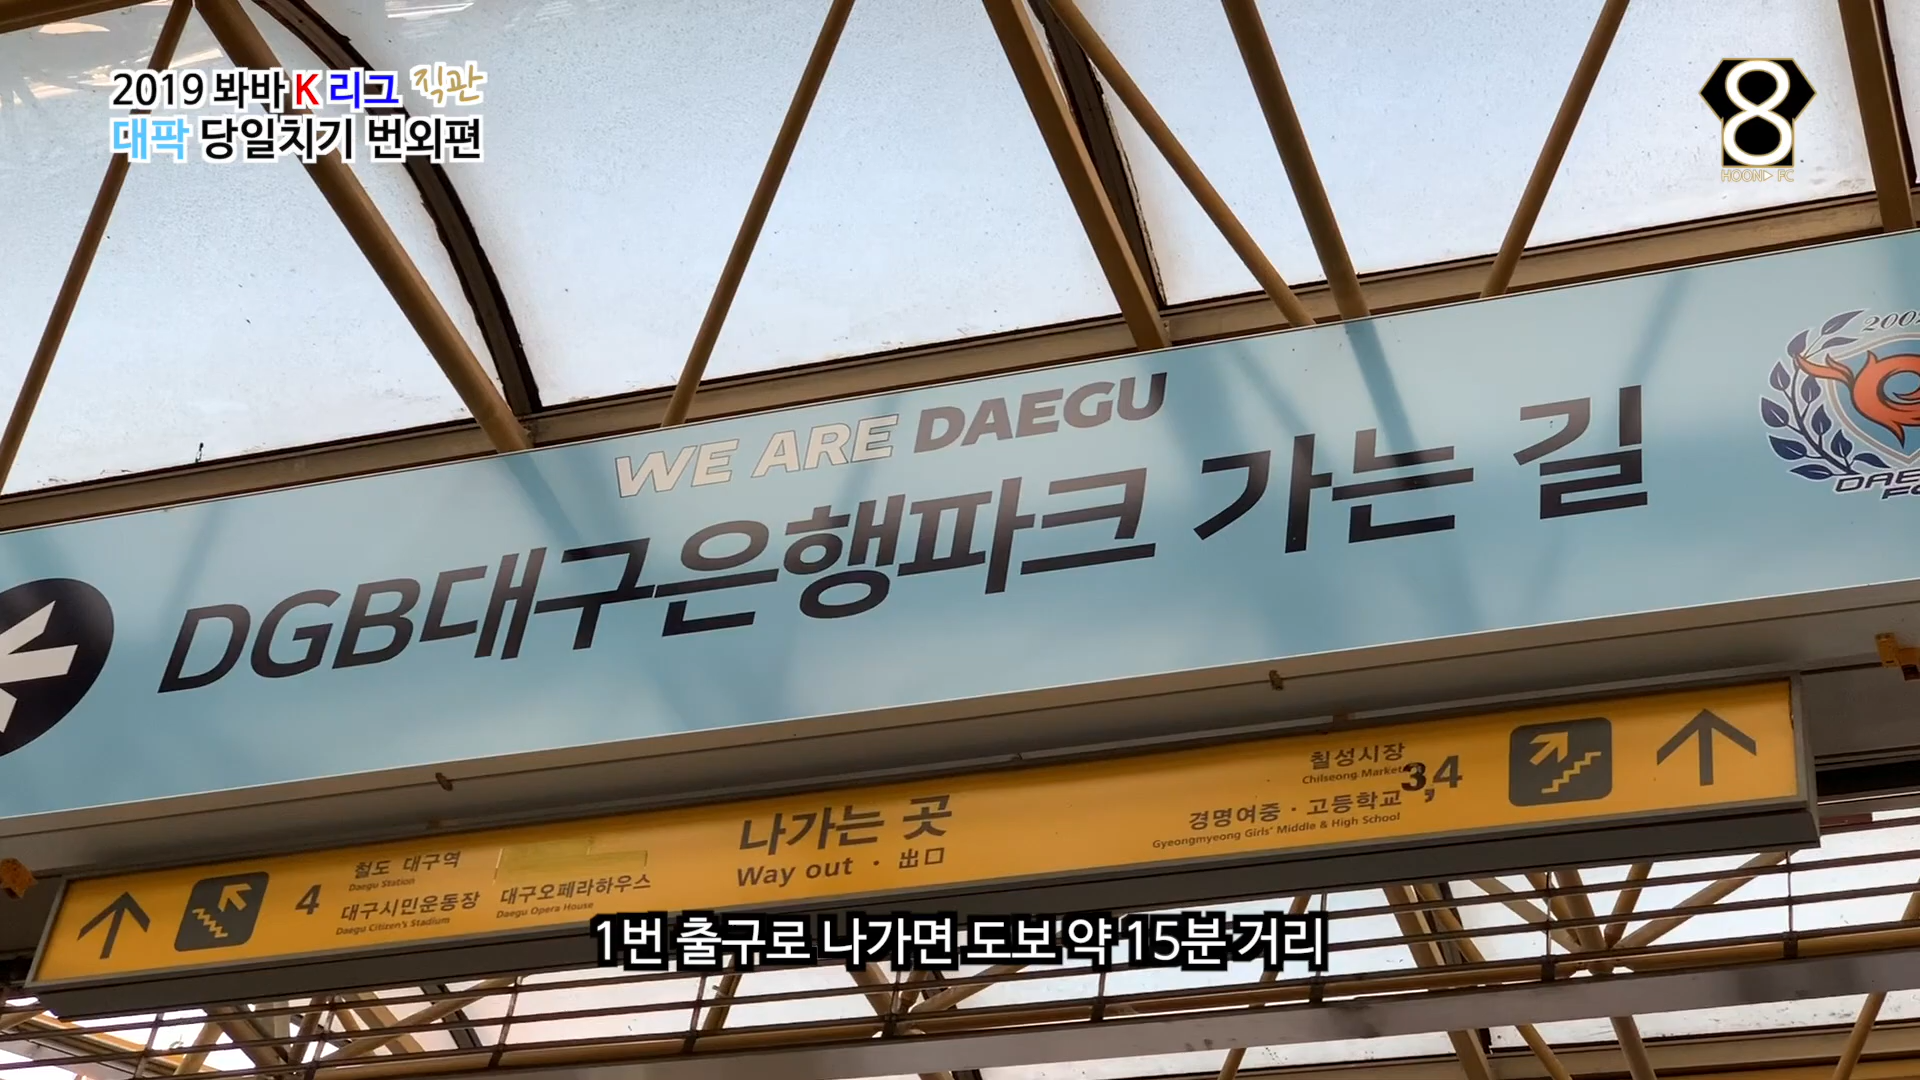 2019 봐바 K리그 직관
대팍 당일치기 번외편
8
HOON FC
WE ARE DAEGU
DGB대구은행파크 가는 길
4
철도 대구역
Daegu Station
대구시민운동장
Daegu Citizen's Stadium
대구오페라하우스
Daegu Opera House
나가는 곳
Way out · 出口
칠성시장
Chilseong Market
경명여중 · 고등학교
Gyeongmyeong Girls' Middle & High School
3,4
1번 출구로 나가면 도보 약 15분 거리